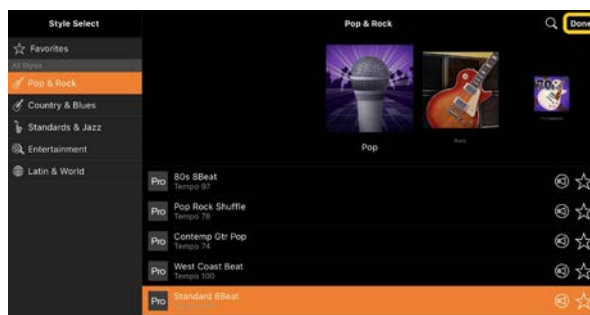 Style Select
Pop & Rock
Done
Favorites
All Styles
Pop & Rock
Country & Blues
Standards & Jazz
Entertainment
Latin & World
70s
Pop
Rock
Pro
80s 8Beat
Tempo 97
Pro
Pop Rock Shuffle
Tempo 78
Pro
Contemp Gtr Pop
Tempo 74
Pro
West Coast Beat
Tempo 100
Pro
Standard 8Beat